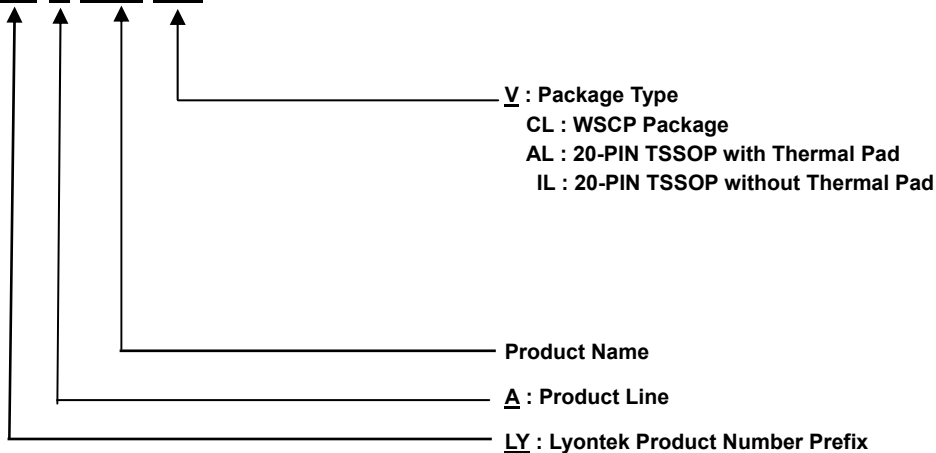 V : Package Type
CL : WSCP Package
AL : 20-PIN TSSOP with Thermal Pad
IL : 20-PIN TSSOP without Thermal Pad
Product Name
A : Product Line
LY : Lyontek Product Number Prefix